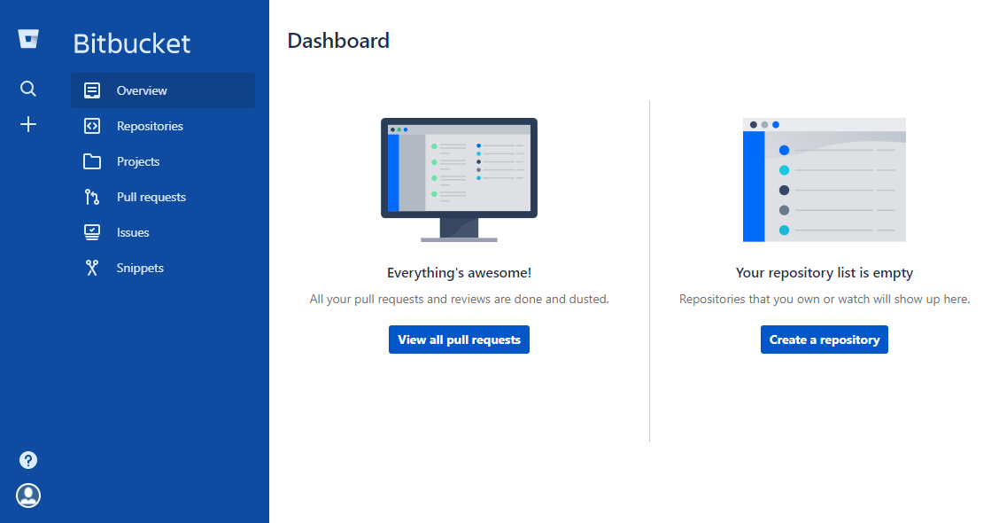 Bitbucket
Overview
Repositories
Projects
Pull requests
Issues
Snippets
?
Dashboard
Everything's awesome!
All your pull requests and reviews are done and dusted.
View all pull requests
Your repository list is empty
Repositories that you own or watch will show up here.
Create a repository